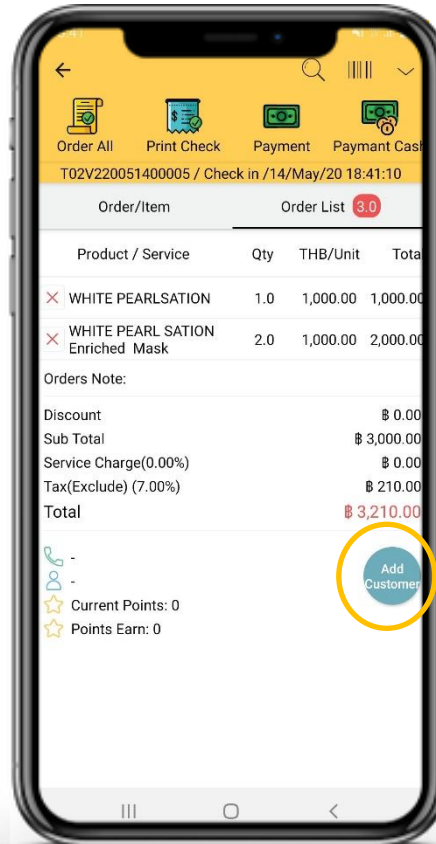 Order All Print Check Payment Paymant Cash
T02V220051400005 / Check in /14/May/20 18:41:10
Order/Item Order List 3.0
Product / Service Qty THB/Unit Total
WHITE PEARLSATION 1.0 1,000.00 1,000.00
WHITE PEARL SATION 2.0 1,000.00 2,000.00
Enriched Mask
Orders Note:
Discount ฿ 0.00
Sub Total ฿ 3,000.00
Service Charge(0.00%) ฿ 0.00
Tax(Exclude) (7.00%) ฿ 210.00
Total ฿ 3,210.00
-
-
Add
Customer
Current Points: 0
Points Earn: 0